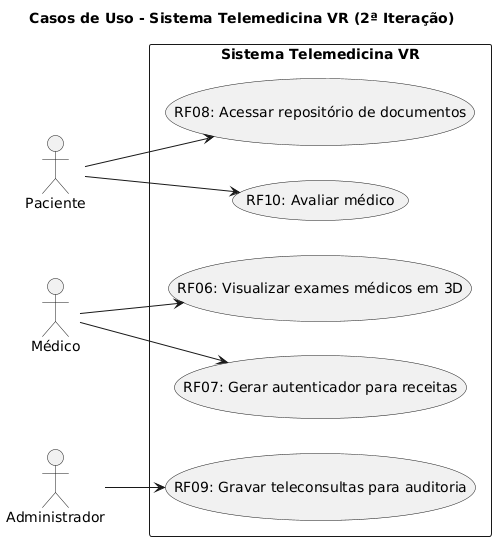 Casos de Uso - Sistema Telemedicina VR (2ª Iteração)
Sistema Telemedicina VR
RF08: Acessar repositório de documentos
Paciente
RF10: Avaliar médico
RF06: Visualizar exames médicos em 3D
Médico
RF07: Gerar autenticador para receitas
RF09: Gravar teleconsultas para auditoria
Administrador